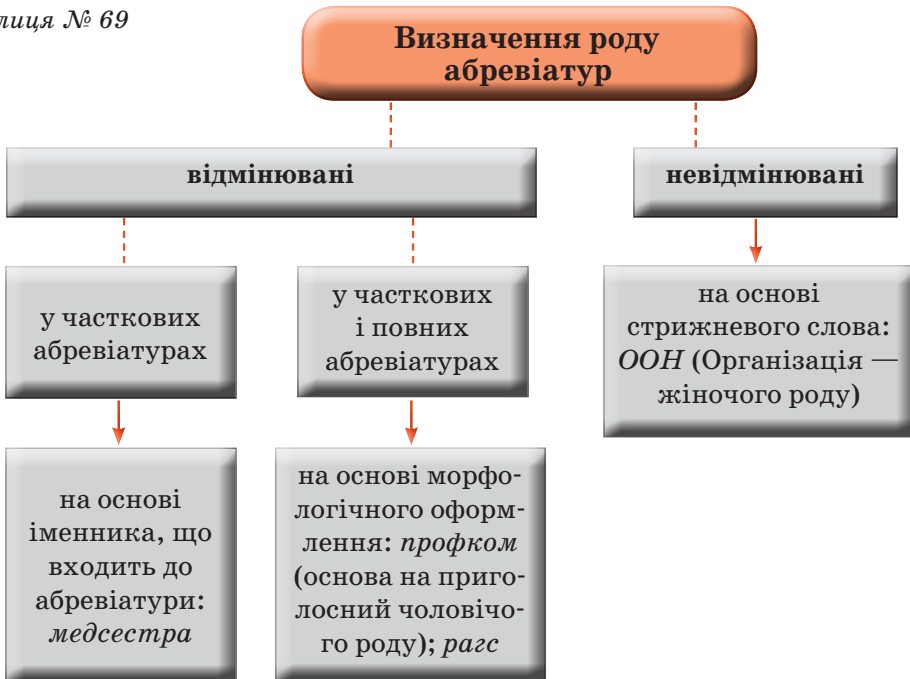 № 69
Визначення роду
абревіатур
відмінювані
невідмінювані
у часткових
абревіатурах
у часткових
і повних
абревіатурах
на основі
стрижневого слова:
ООН (Організація —
жіночого роду)
на основі
іменника, що
входить до
абревіатури:
медсестра
на основі морфо-
логічного оформ-
лення: профком
(основа на приго-
лосний чоловічо-
го роду); рагс